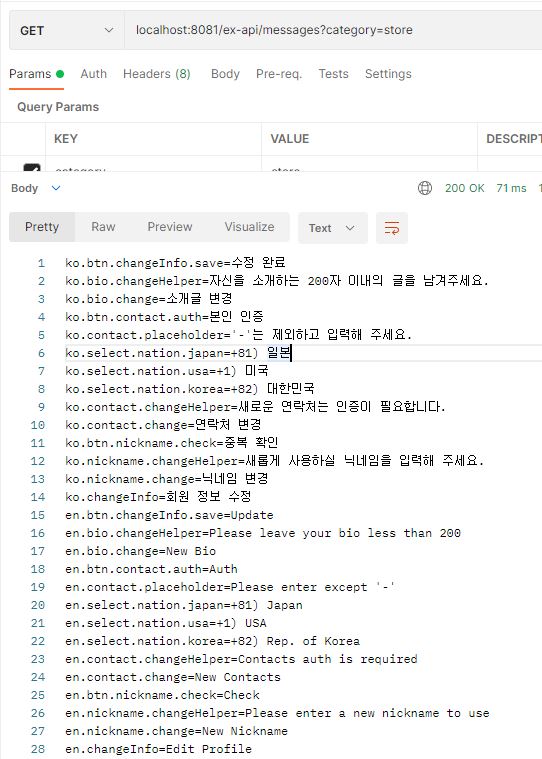 GET localhost:8081/ex-api/messages?category=store
Params Auth Headers (8) Body Pre-req. Tests Settings
Query Params
KEY VALUE DESCRIPT
category store
Body 200 OK 71 ms 1
Pretty Raw Preview Visualize Text
1 ko.btn.changeInfo.save=수정 완료
2 ko.bio.changeHelper=자신을 소개하는 200자 이내의 글을 남겨주세요.
3 ko.bio.change=소개글 변경
4 ko.btn.contact.auth=본인 인증
5 ko.contact.placeholder='-'는 제외하고 입력해 주세요.
6 ko.select.nation.japan=+81) 일본
7 ko.select.nation.usa=+1) 미국
8 ko.select.nation.korea=+82) 대한민국
9 ko.contact.changeHelper=새로운 연락처는 인증이 필요합니다.
10 ko.contact.change=연락처 변경
11 ko.btn.nickname.check=중복 확인
12 ko.nickname.changeHelper=새롭게 사용하실 닉네임을 입력해 주세요.
13 ko.nickname.change=닉네임 변경
14 ko.changeInfo=회원 정보 수정
15 en.btn.changeInfo.save=Update
16 en.bio.changeHelper=Please leave your bio less than 200
17 en.bio.change=New Bio
18 en.btn.contact.auth=Auth
19 en.contact.placeholder=Please enter except '-'
20 en.select.nation.japan=+81) Japan
21 en.select.nation.usa=+1) USA
22 en.select.nation.korea=+82) Rep. of Korea
23 en.contact.changeHelper=Contacts auth is required
24 en.contact.change=New Contacts
25 en.btn.nickname.check=Check
26 en.nickname.changeHelper=Please enter a new nickname to use
27 en.nickname.change=New Nickname
28 en.changeInfo=Edit Profile